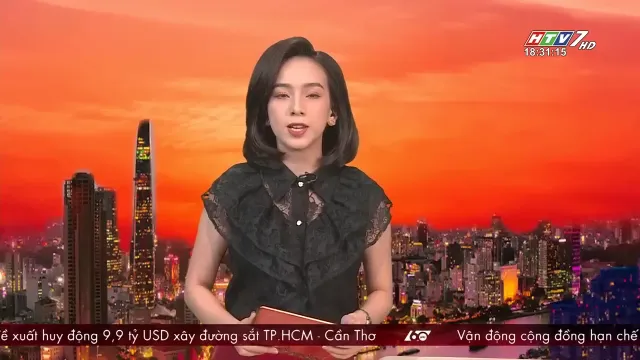 HTV7 HD
18:31:15
xuất huy động 9,9 tỷ USD xây đường sắt TP.HCM - Cần Thơ 60 Vận động cộng đồng hạn chế